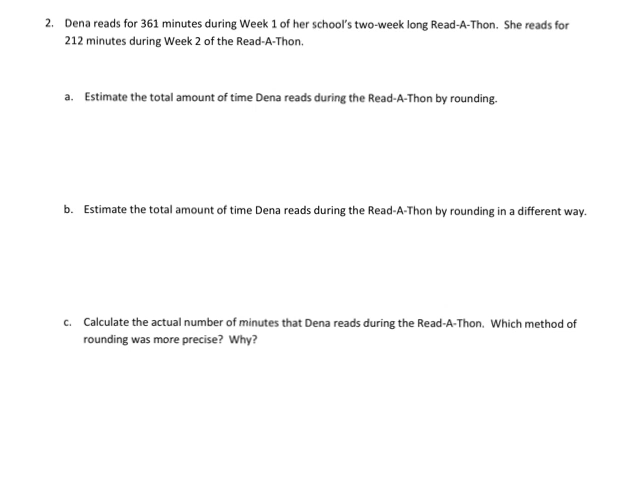 2. Dena reads for 361 minutes during Week 1 of her school's two-week long Read-A-Thon. She reads for
212 minutes during Week 2 of the Read-A-Thon.
a. Estimate the total amount of time Dena reads during the Read-A-Thon by rounding.
b. Estimate the total amount of time Dena reads during the Read-A-Thon by rounding in a different way.
c. Calculate the actual number of minutes that Dena reads during the Read-A-Thon. Which method of
rounding was more precise? Why?